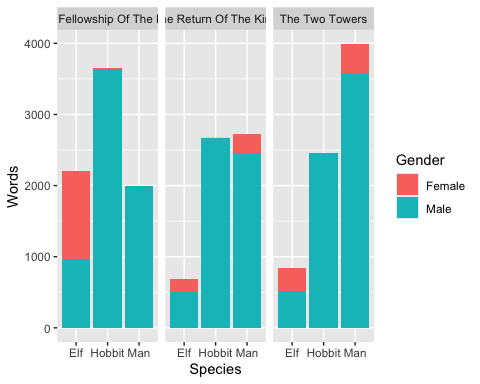 Fellowship Of The
The Return Of The
The Two Towers
4000
3000
2000
1000
0
Words
Elf Hobbit Man
Elf Hobbit Man
Elf Hobbit Man
Species
Gender
Female
Male